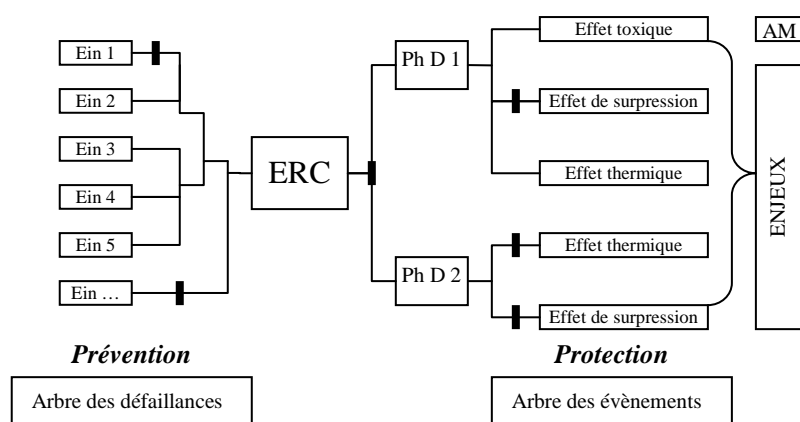 Ein 1
Ein 2
Ein 3
Ein 4
Ein 5
Ein …
ERC
Ph D 1
Ph D 2
Effet toxique
Effet de surpression
Effet thermique
Effet thermique
Effet de surpression
AM
ENJEUX
Prévention
Protection
Arbre des défaillances
Arbre des évènements